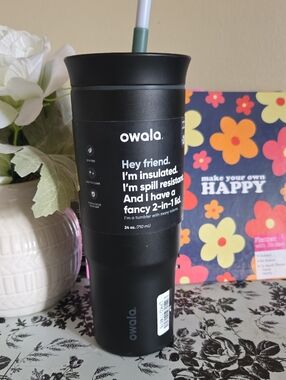 owala.
Hey friend.
I'm insulated.
I'm spill resistant.
And I have a
fancy 2-in-1 lid.
I'm a tumbler with many talents.
24 oz. (710 mL)
owala.
make your own
HAPPY
Planner